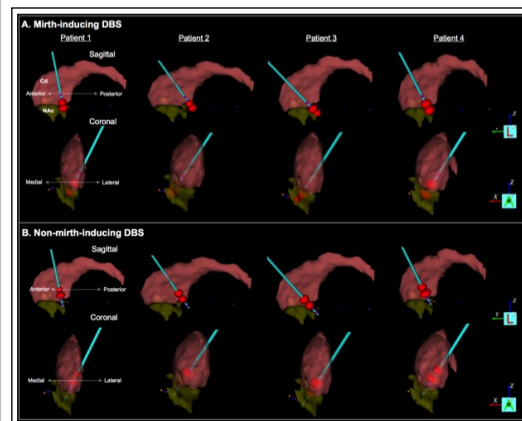 A. Mirth-inducing DBS
Patient 1 Patient 2 Patient 3 Patient 4
Sagittal
Cd
Anterior Posterior
NAc
Coronal
Z
L
Medial Lateral
Z
X
A
B. Non-mirth-inducing DBS
Sagittal
Anterior Posterior
Z
Y L
Coronal
Medial Lateral
Z
X A